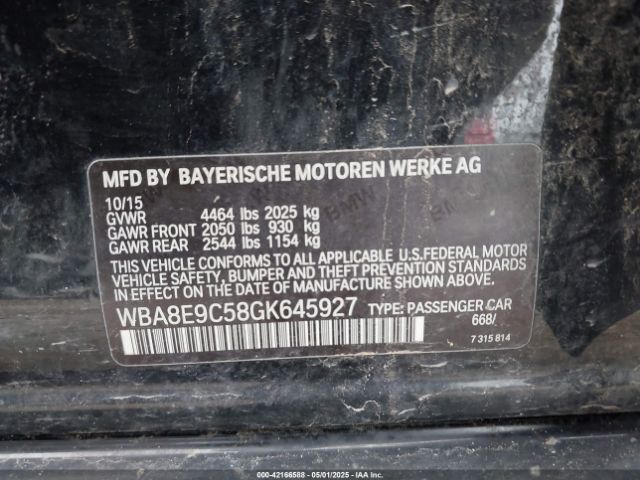 MFD BY BAYERISCHE MOTOREN WERKE AG
10/15
GVWR 4464 lbs 2025 kg
GAWR FRONT 2050 lbs 930 kg
GAWR REAR 2544 lbs 1154 kg
THIS VEHICLE CONFORMS TO ALL APPLICABLE U.S.FEDERAL MOTOR
VEHICLE SAFETY, BUMPER AND THEFT PREVENTION STANDARDS
IN EFFECT ON THE DATE OF MANUFACTURE SHOWN ABOVE.
WBA8E9C58GK645927 TYPE: PASSENGER CAR
668/
7 315 814
000-42166588 - 05/01/2025 - IAAI.COM